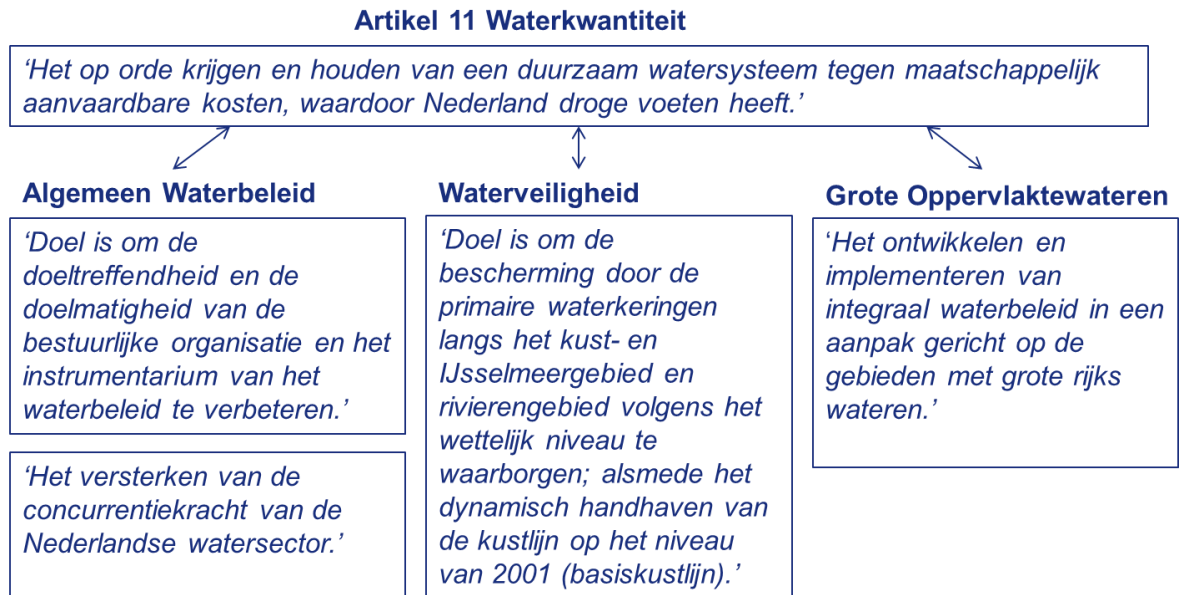 Artikel 11 Waterkwantiteit
‘Het op orde krijgen en houden van een duurzaam watersysteem tegen maatschappelijk
aanvaardbare kosten, waardoor Nederland droge voeten heeft.’
Algemeen Waterbeleid
‘Doel is om de
doeltreffendheid en de
doelmatigheid van de
bestuurlijke organisatie en het
instrumentarium van het
waterbeleid te verbeteren.’
‘Het versterken van de
concurrentiekracht van de
Nederlandse watersector.’
Waterveiligheid
‘Doel is om de
bescherming door de
primaire waterkeringen
langs het kust- en
IJsselmeergebied en
rivierengebied volgens het
wettelijk niveau te
waarborgen; alsmede het
dynamisch handhaven van
de kustlijn op het niveau
van 2001 (basiskustlijn).’
Grote Oppervlaktewateren
‘Het ontwikkelen en
implementeren van
integraal waterbeleid in een
aanpak gericht op de
gebieden met grote rijks
wateren.’